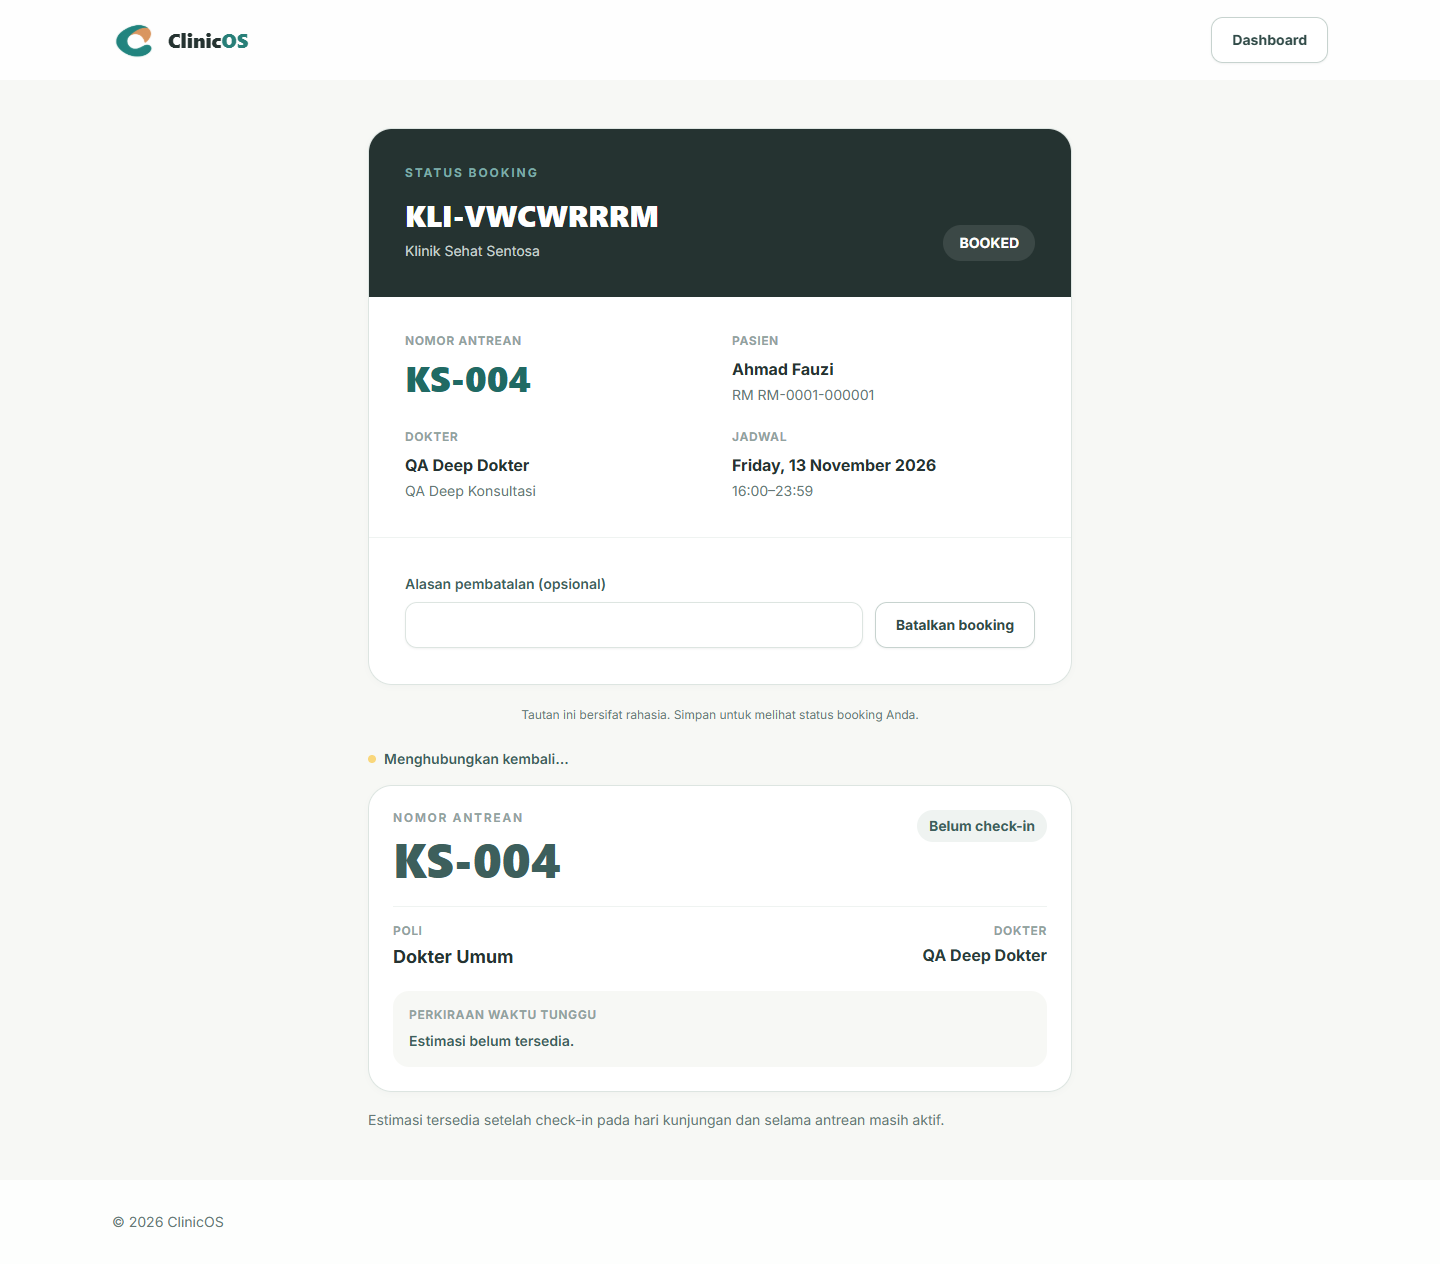 ClinicOS
Dashboard
STATUS BOOKING
KLI-VWCWRRRM
Klinik Sehat Sentosa
BOOKED
NOMOR ANTREAN
KS-004
PASIEN
Ahmad Fauzi
RM RM-0001-000001
DOKTER
QA Deep Dokter
QA Deep Konsultasi
JADWAL
Friday, 13 November 2026
16:00–23:59
Alasan pembatalan (opsional)
Batalkan booking
Tautan ini bersifat rahasia. Simpan untuk melihat status booking Anda.
Menghubungkan kembali…
NOMOR ANTREAN
KS-004
Belum check-in
POLI
Dokter Umum
DOKTER
QA Deep Dokter
PERKIRAAN WAKTU TUNGGU
Estimasi belum tersedia.
Estimasi tersedia setelah check-in pada hari kunjungan dan selama antrean masih aktif.
© 2026 ClinicOS